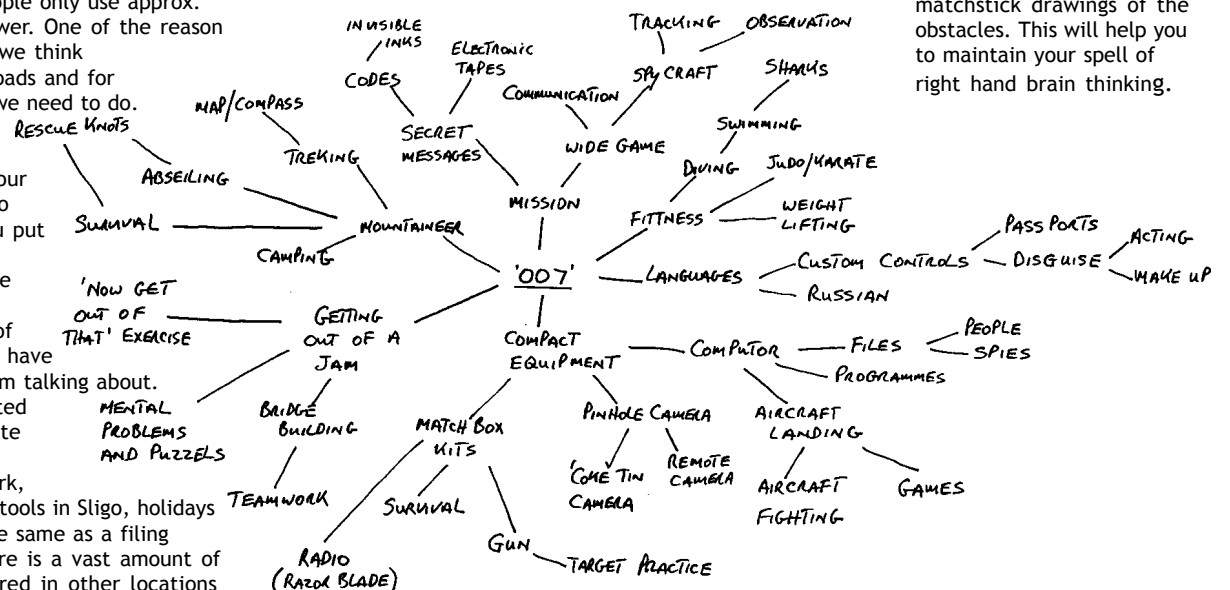 ople only use approx.
wer. One of the reason
we think
oads and for
we need to do.
our
o
u put
e
of
have
m talking about.
ted
te
rk,
tools in Sligo, holidays
e same as a filing
re is a vast amount of
red in other locations
matchstick drawings of the
obstacles. This will help you
to maintain your spell of
right hand brain thinking.
'007'
MISSION
SECRET
MESSAGES
CODES
INVISIBLE
INKS
ELECTRONIC
TAPES
WIDE GAME
COMMUNICATION
SPYCRAFT
TRACKING
OBSERVATION
FITTNESS
DIVING
SWIMMING
SHARKS
JUDO/KARATE
WEIGHT
LIFTING
LANGUAGES
CUSTOM CONTROLS
PASSPORTS
DISGUISE
ACTING
MAKE UP
RUSSIAN
COMPACT
EQUIPMENT
COMPUTOR
FILES
PEOPLE
SPIES
PROGRAMMES
AIRCRAFT
LANDING
AIRCRAFT
FIGHTING
GAMES
PINHOLE CAMERA
'COKE TIN
CAMERA
REMOTE
CAMERA
MATCH BOX
KITS
RADIO
(RAZOR BLADE)
SURVIVAL
GUN
TARGET PRACTICE
GETTING
OUT OF A
JAM
'NOW GET
OUT OF
THAT' EXERCISE
MENTAL
PROBLEMS
AND PUZZELS
BRIDGE
BUILDING
TEAMWORK
MOUNTAINEER
TREKING
MAP/COMPASS
ABSEILING
RESCUE KNOTS
SURVIVAL
CAMPING